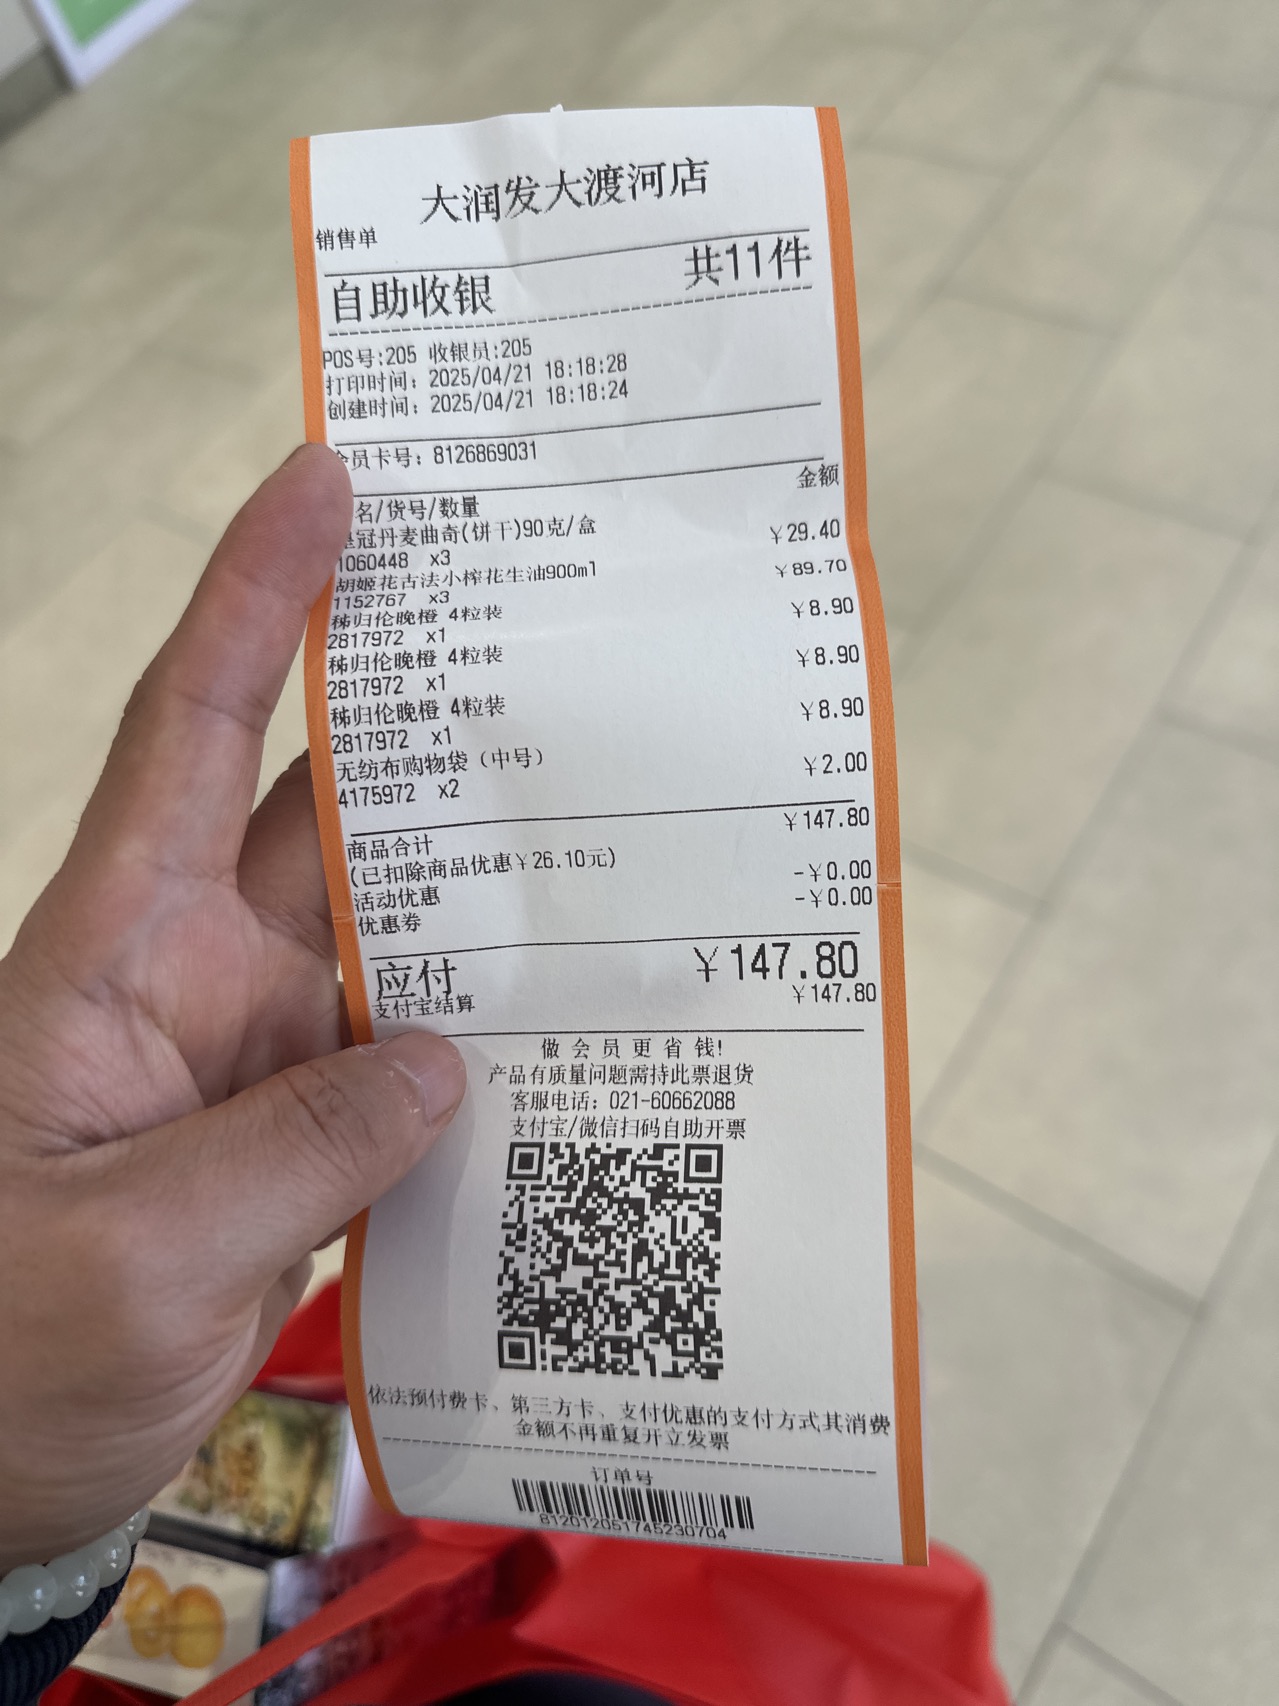 大润发大渡河店
销售单
自助收银 共11件
POS号:205 收银员:205
打印时间: 2025/04/21 18:18:28
创建时间: 2025/04/21 18:18:24
员卡号: 8126869031
名/货号/数量 金额
冠丹麦曲奇(饼干)90克/盒 ¥29.40
1060448 x3
胡姬花古法小榨花生油900ml ¥89.70
1152767 x3
秭归伦晚橙 4粒装 ¥8.90
2817972 x1
秭归伦晚橙 4粒装 ¥8.90
2817972 x1
秭归伦晚橙 4粒装 ¥8.90
2817972 x1
无纺布购物袋（中号） ¥2.00
4175972 x2
商品合计 ¥147.80
(已扣除商品优惠¥26.10元)
活动优惠 -¥0.00
优惠券 -¥0.00
应付 ¥147.80
支付宝结算 ¥147.80
做会员更省钱!
产品有质量问题需持此票退货
客服电话: 021-60662088
支付宝/微信扫码自助开票
依法预付费卡、第三方卡、支付优惠的支付方式其消费
金额不再重复开立发票
订单号
812012051745230704